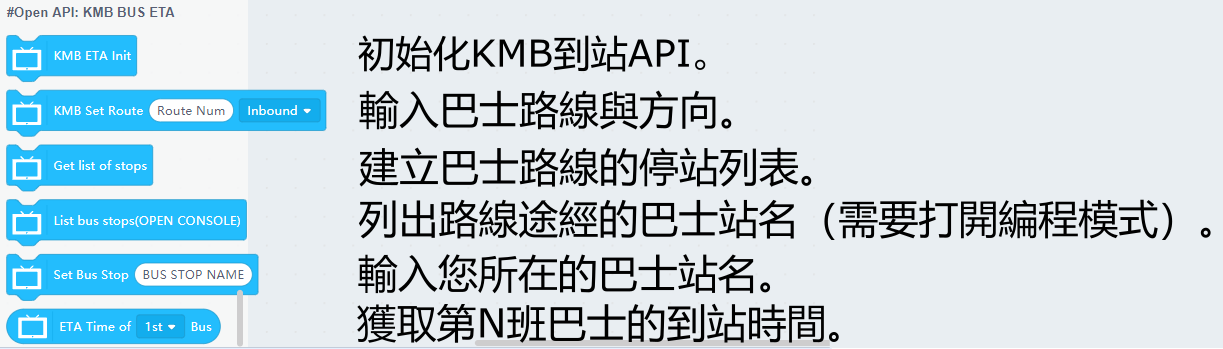 #Open API: KMB BUS ETA
KMB ETA Init
初始化KMB到站API。
KMB Set Route Route Num Inbound
輸入巴士路線與方向。
Get list of stops
建立巴士路線的停站列表。
List bus stops(OPEN CONSOLE)
列出路線途經的巴士站名（需要打開編程模式）。
Set Bus Stop BUS STOP NAME
輸入您所在的巴士站名。
ETA Time of 1st Bus
獲取第N班巴士的到站時間。